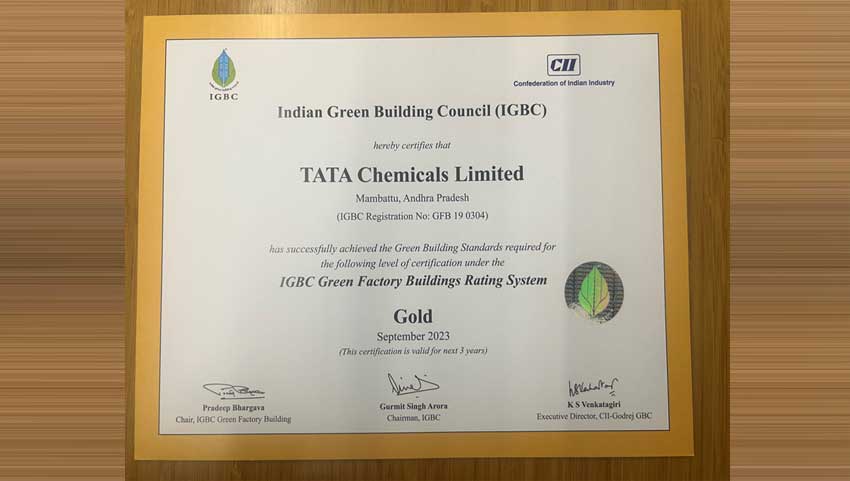 IGBC
CII
Confederation of Indian Industry
Indian Green Building Council (IGBC)
hereby certifies that
TATA Chemicals Limited
Mambattu, Andhra Pradesh
(IGBC Registration No: GFB 19 0304)
has successfully achieved the Green Building Standards required for
the following level of certification under the
IGBC Green Factory Buildings Rating System
Gold
September 2023
(This certification is valid for next 3 years)
Pradeep Bhargava
Chair, IGBC Green Factory Building
Gurmit Singh Arora
Chairman, IGBC
K S Venkatagiri
Executive Director, CII-Godrej GBC